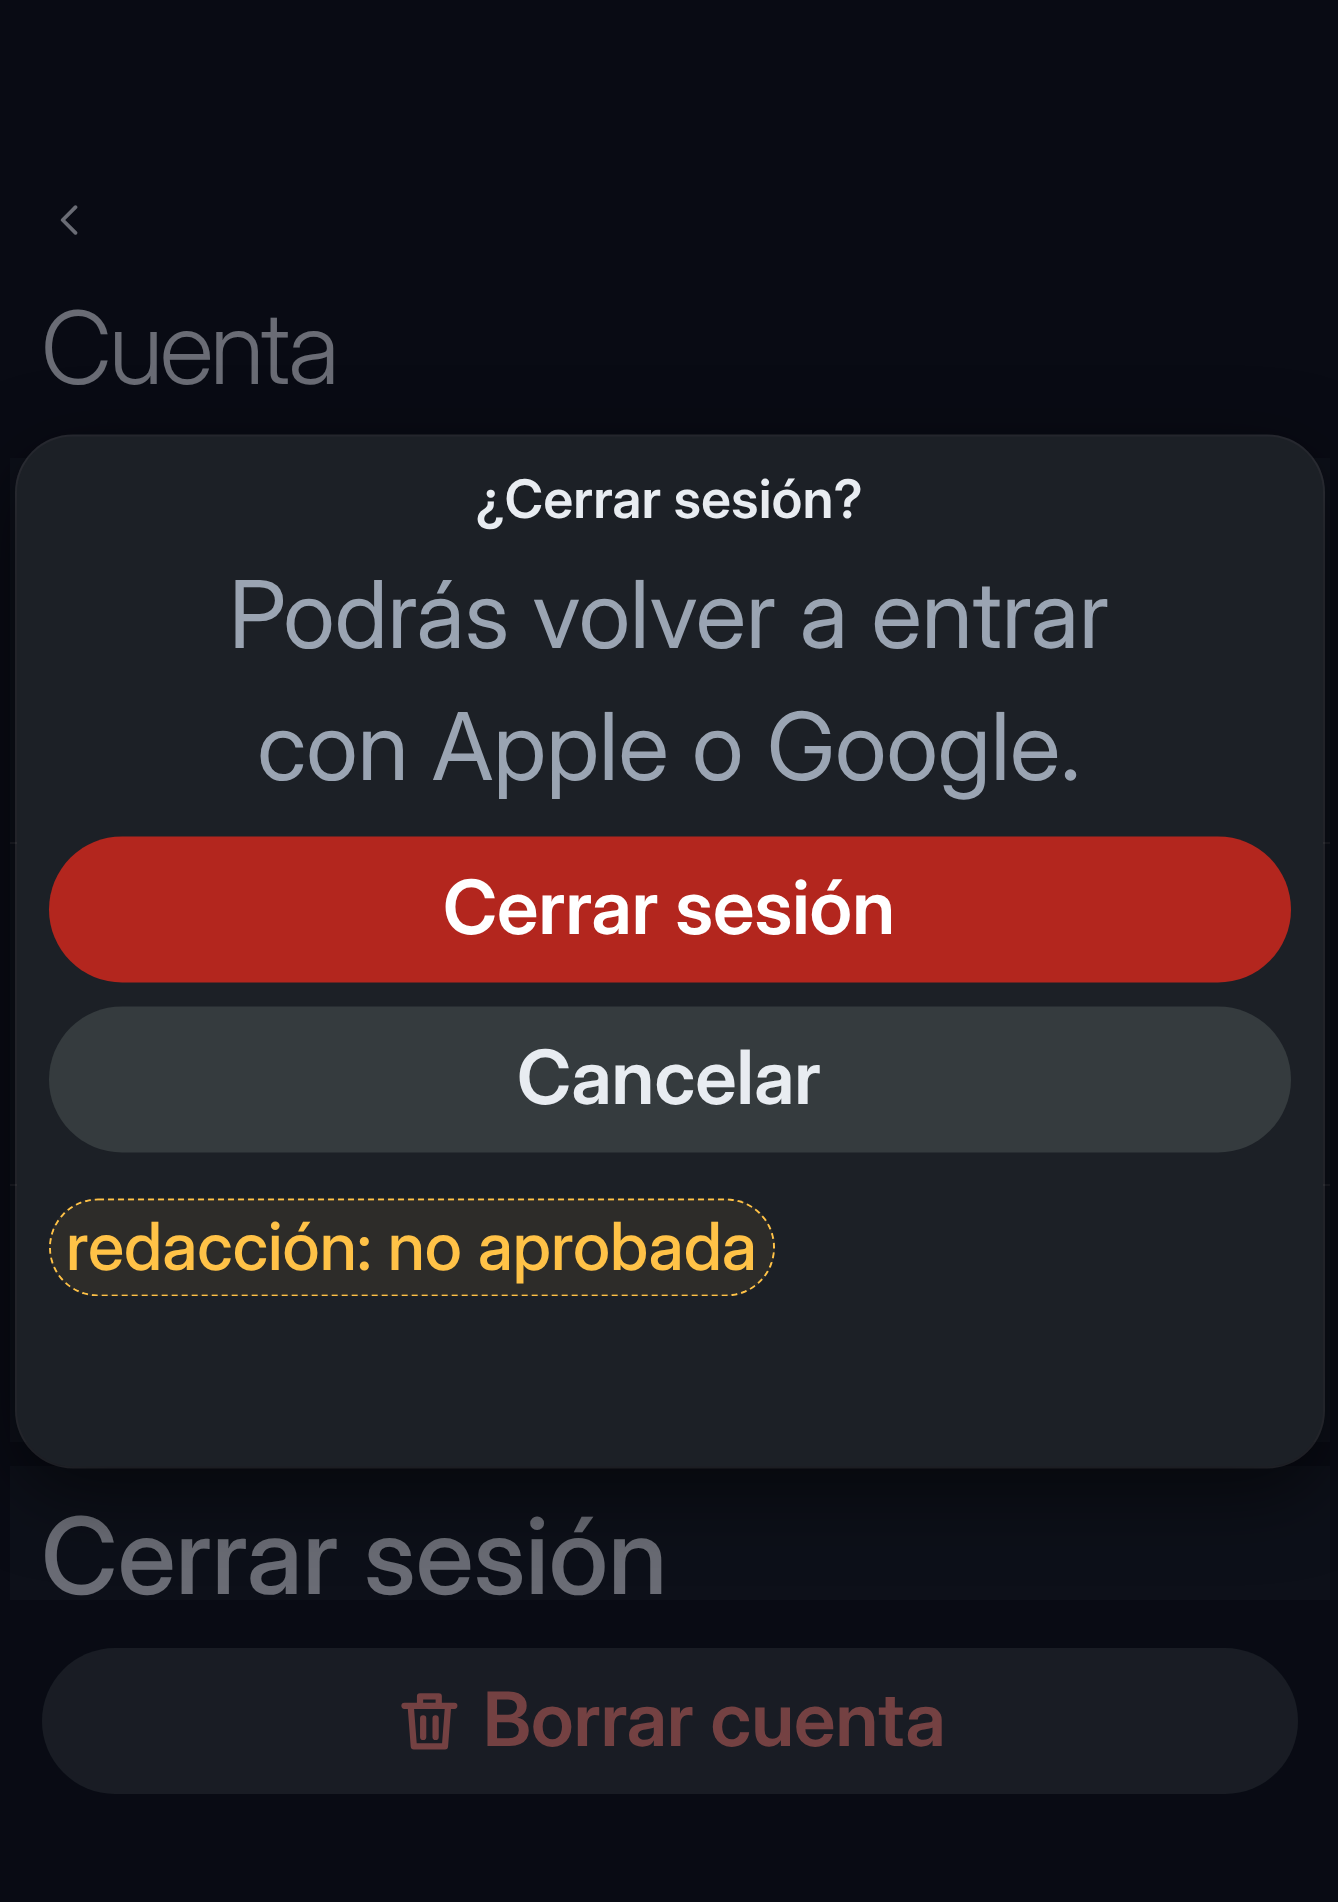 Cuenta
¿Cerrar sesión?
Podrás volver a entrar
con Apple o Google.
Cerrar sesión
Cancelar
redacción: no aprobada
Cerrar sesión
Borrar cuenta